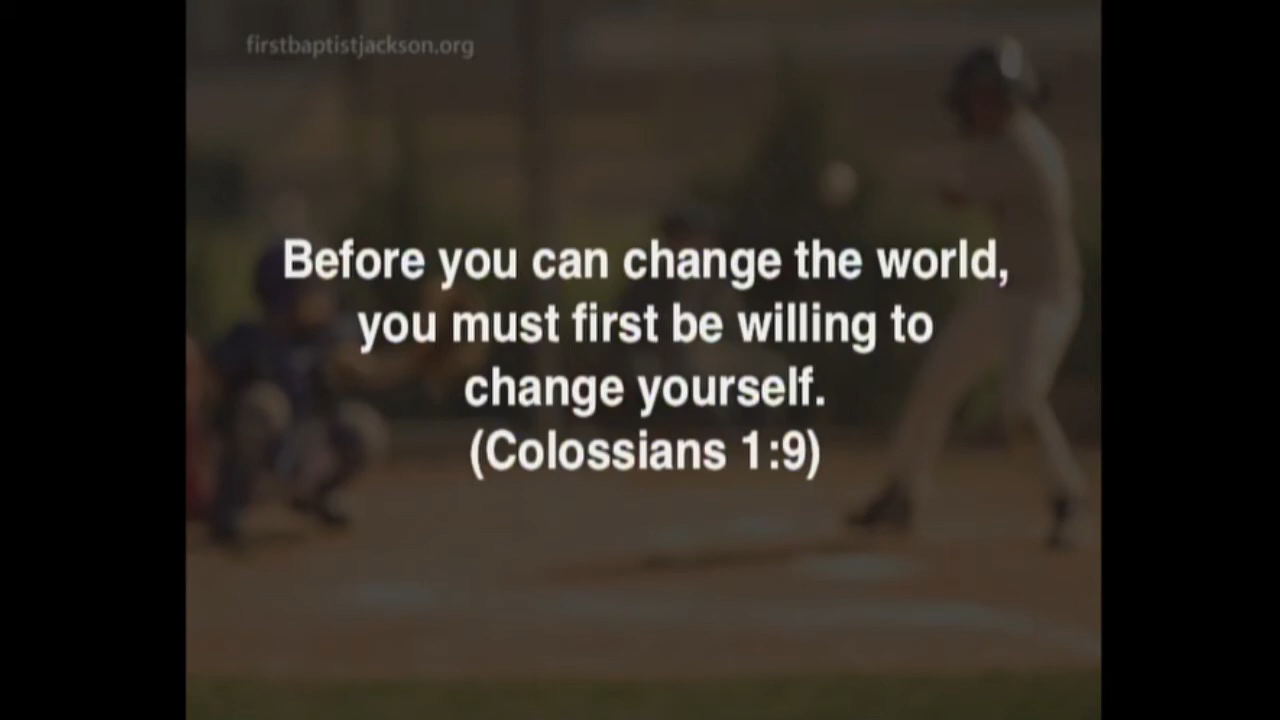 firstbaptistjackson.org
Before you can change the world,
you must first be willing to
change yourself.
(Colossians 1:9)